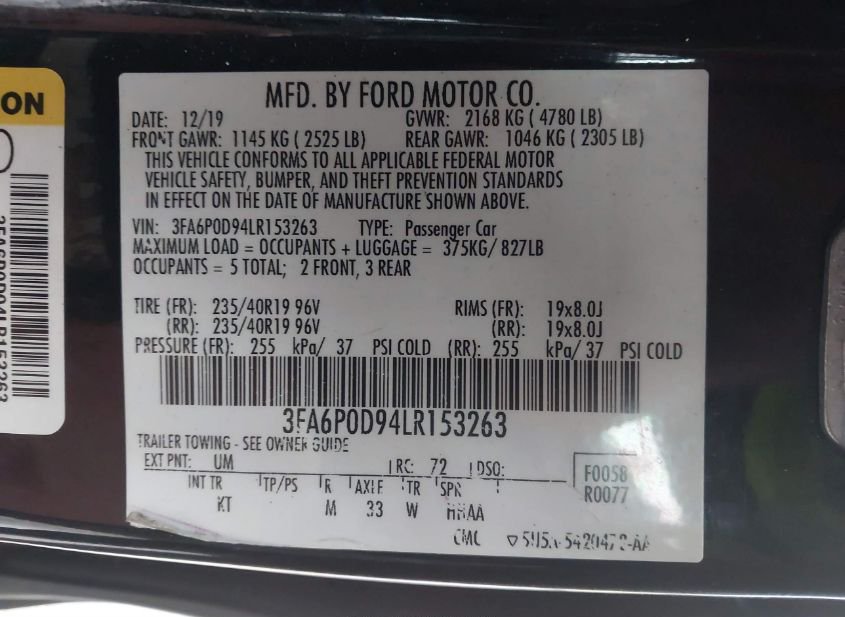 ON
3FA6P0D94LR153263
MFD. BY FORD MOTOR CO.
DATE: 12/19 GVWR: 2168 KG ( 4780 LB)
FRONT GAWR: 1145 KG ( 2525 LB) REAR GAWR: 1046 KG ( 2305 LB)
THIS VEHICLE CONFORMS TO ALL APPLICABLE FEDERAL MOTOR
VEHICLE SAFETY, BUMPER, AND THEFT PREVENTION STANDARDS
IN EFFECT ON THE DATE OF MANUFACTURE SHOWN ABOVE.
VIN: 3FA6P0D94LR153263 TYPE: Passenger Car
MAXIMUM LOAD = OCCUPANTS + LUGGAGE = 375KG/ 827LB
OCCUPANTS = 5 TOTAL; 2 FRONT, 3 REAR
TIRE (FR): 235/40R19 96V RIMS (FR): 19x8.0J
(RR): 235/40R19 96V (RR): 19x8.0J
PRESSURE (FR): 255 kPa/ 37 PSI COLD (RR): 255 kPa/ 37 PSI COLD
3FA6P0D94LR153263
TRAILER TOWING - SEE OWNER GUIDE
EXT PNT: UM RC: 72 DSO:
F0058
R0077
INT TR TP/PS R AXLE TR SPR
KT M 33 W HHAA
CMC